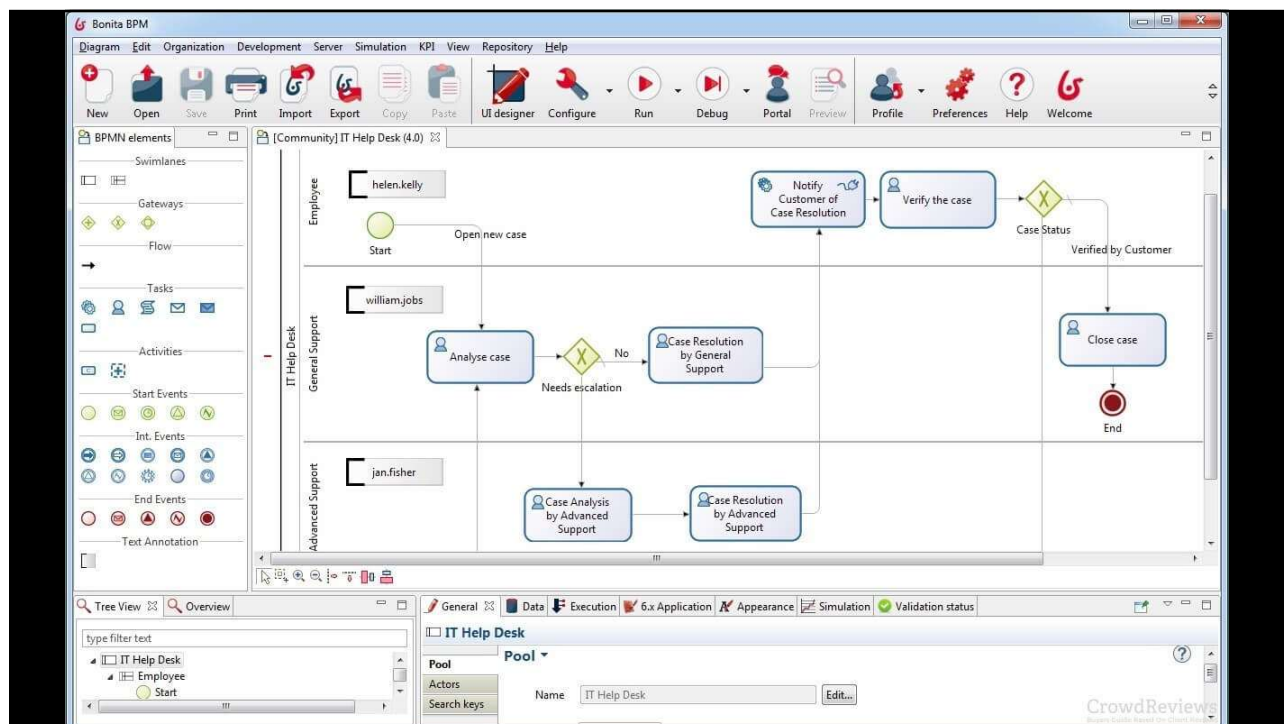 Bonita BPM
Diagram Edit Organization Development Server Simulation KPI View Repository Help
New Open Save Print Import Export Copy Paste UI designer Configure Run Debug Portal Preview Profile Preferences Help Welcome
BPMN elements
[Community] IT Help Desk (4.0)
Swimlanes
Gateways
Flow
Tasks
Activities
Start Events
Int. Events
End Events
Text Annotation
IT Help Desk
Employee
helen.kelly
Start
Open new case
Notify
Customer of
Case Resolution
Verify the case
Case Status
Verified by Customer
General Support
william.jobs
Analyse case
Needs escalation
No
Case Resolution
by General
Support
Close case
End
Advanced Support
jan.fisher
Case Analysis
by Advanced
Support
Case Resolution
by Advanced
Support
Tree View Overview
type filter text
IT Help Desk
Employee
Start
General Data Execution 6.x Application Appearance Simulation Validation status
IT Help Desk
Pool
Actors
Search keys
Pool
Name IT Help Desk Edit...
CrowdReviews